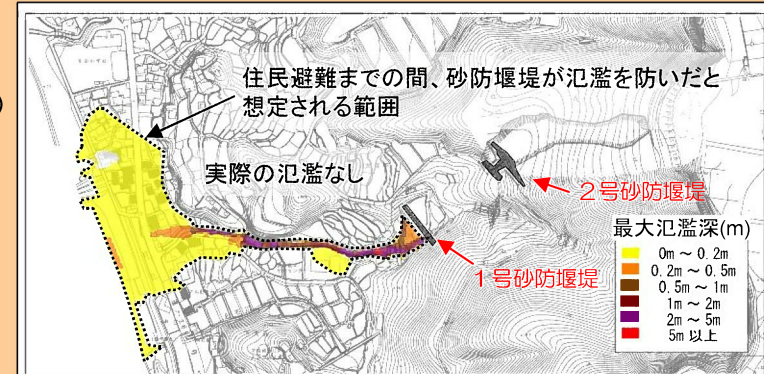 )
住民避難までの間、砂防堰堤が氾濫を防いだと
想定される範囲
実際の氾濫なし
2号砂防堰堤
1号砂防堰堤
最大氾濫深(m)
0m ~ 0.2m
0.2m ~ 0.5m
0.5m ~ 1m
1m ~ 2m
2m ~ 5m
5m 以上